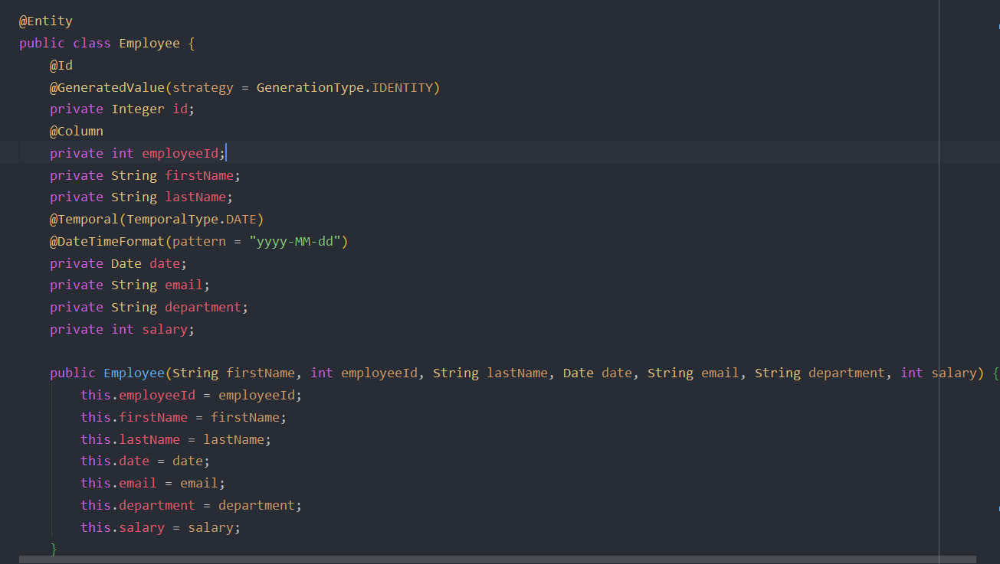 @Entity
public class Employee {
    @Id
    @GeneratedValue(strategy = GenerationType.IDENTITY)
    private Integer id;
    @Column
    private int employeeId;
    private String firstName;
    private String lastName;
    @Temporal(TemporalType.DATE)
    @DateTimeFormat(pattern = "yyyy-MM-dd")
    private Date date;
    private String email;
    private String department;
    private int salary;

    public Employee(String firstName, int employeeId, String lastName, Date date, String email, String department, int salary) {
        this.employeeId = employeeId;
        this.firstName = firstName;
        this.lastName = lastName;
        this.date = date;
        this.email = email;
        this.department = department;
        this.salary = salary;
    }